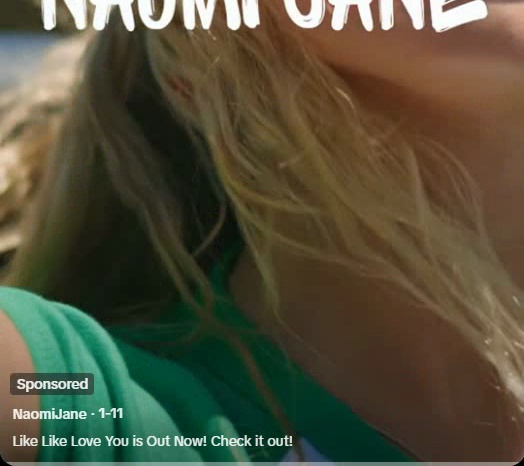 NAOMI JANE
Sponsored
NaomiJane · 1-11
Like Like Love You is Out Now! Check it out!